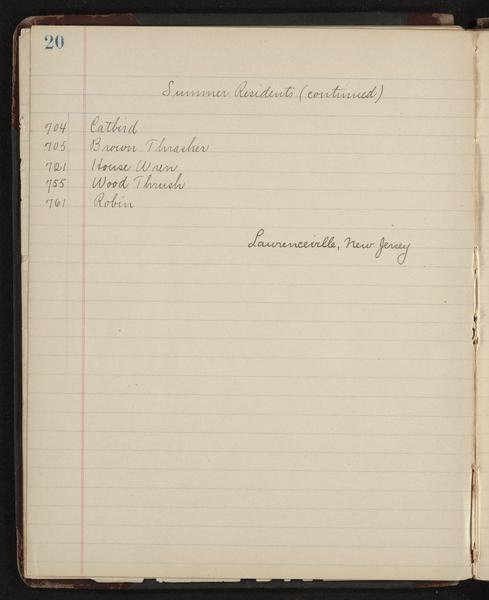 20
Summer Residents (continued)
704 Catbird
705 Brown Thrasher
721 House Wren
755 Wood Thrush
761 Robin
Lawrenceville, New Jersey